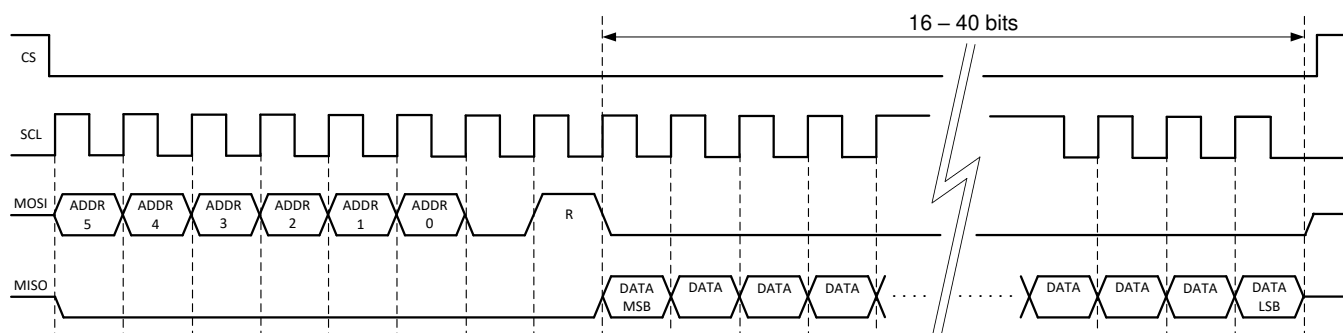 16 – 40 bits
CS
SCL
MOSI
ADDR
5
ADDR
4
ADDR
3
ADDR
2
ADDR
1
ADDR
0
R
MISO
DATA
MSB
DATA
DATA
DATA
DATA
DATA
DATA
DATA
LSB